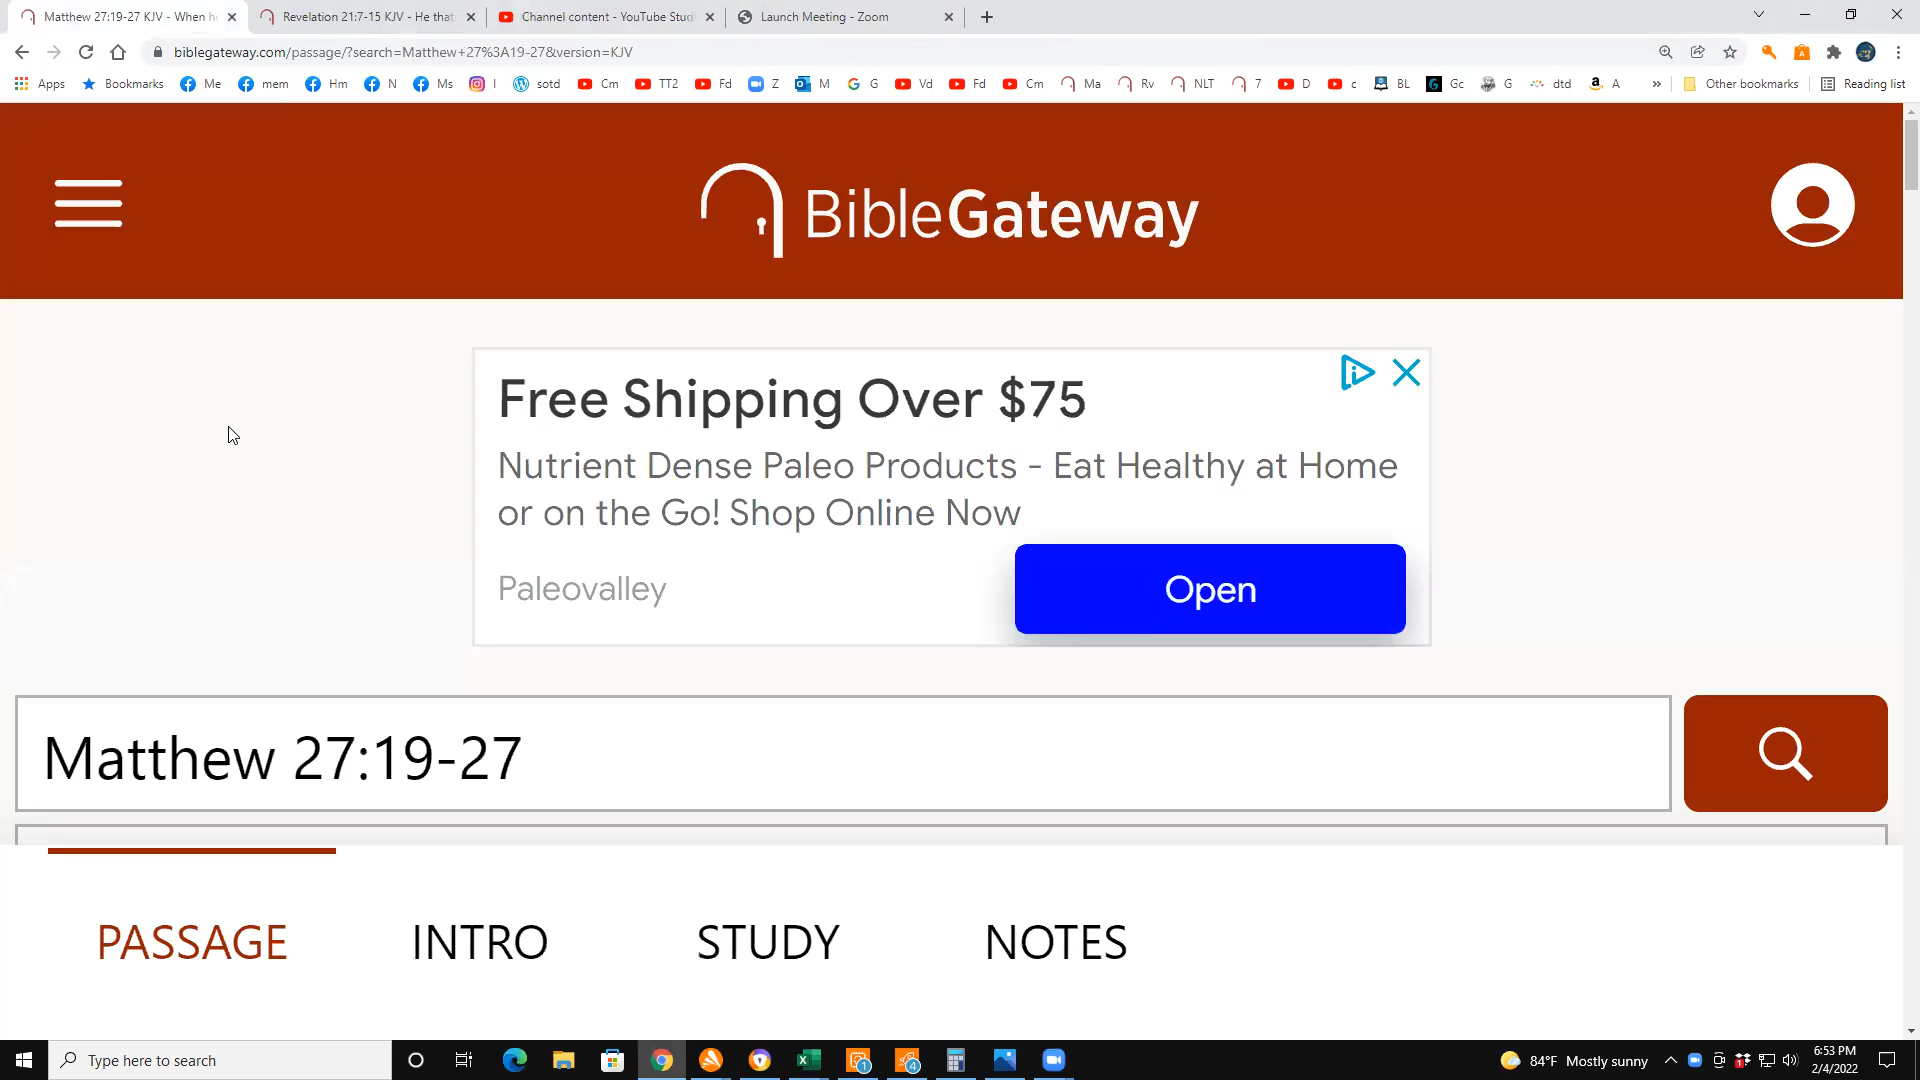 Matthew 27:19-27 KJV - When he
Revelation 21:7-15 KJV - He that
Channel content - YouTube Stud
Launch Meeting - Zoom
biblegateway.com/passage/?search=Matthew+27%3A19-27&version=KJV
Apps
Bookmarks
Me
mem
Hm
N
Ms
I
sotd
Cm
TT2
Fd
Z
M
G
Vd
Fd
Cm
Ma
Rv
NLT
7
D
c
BL
Gc
G
dtd
A
»
Other bookmarks
Reading list
BibleGateway
Free Shipping Over $75
Nutrient Dense Paleo Products - Eat Healthy at Home
or on the Go! Shop Online Now
Paleovalley
Open
Matthew 27:19-27
PASSAGE
INTRO
STUDY
NOTES
Type here to search
1
4
84°F Mostly sunny
6:53 PM
2/4/2022